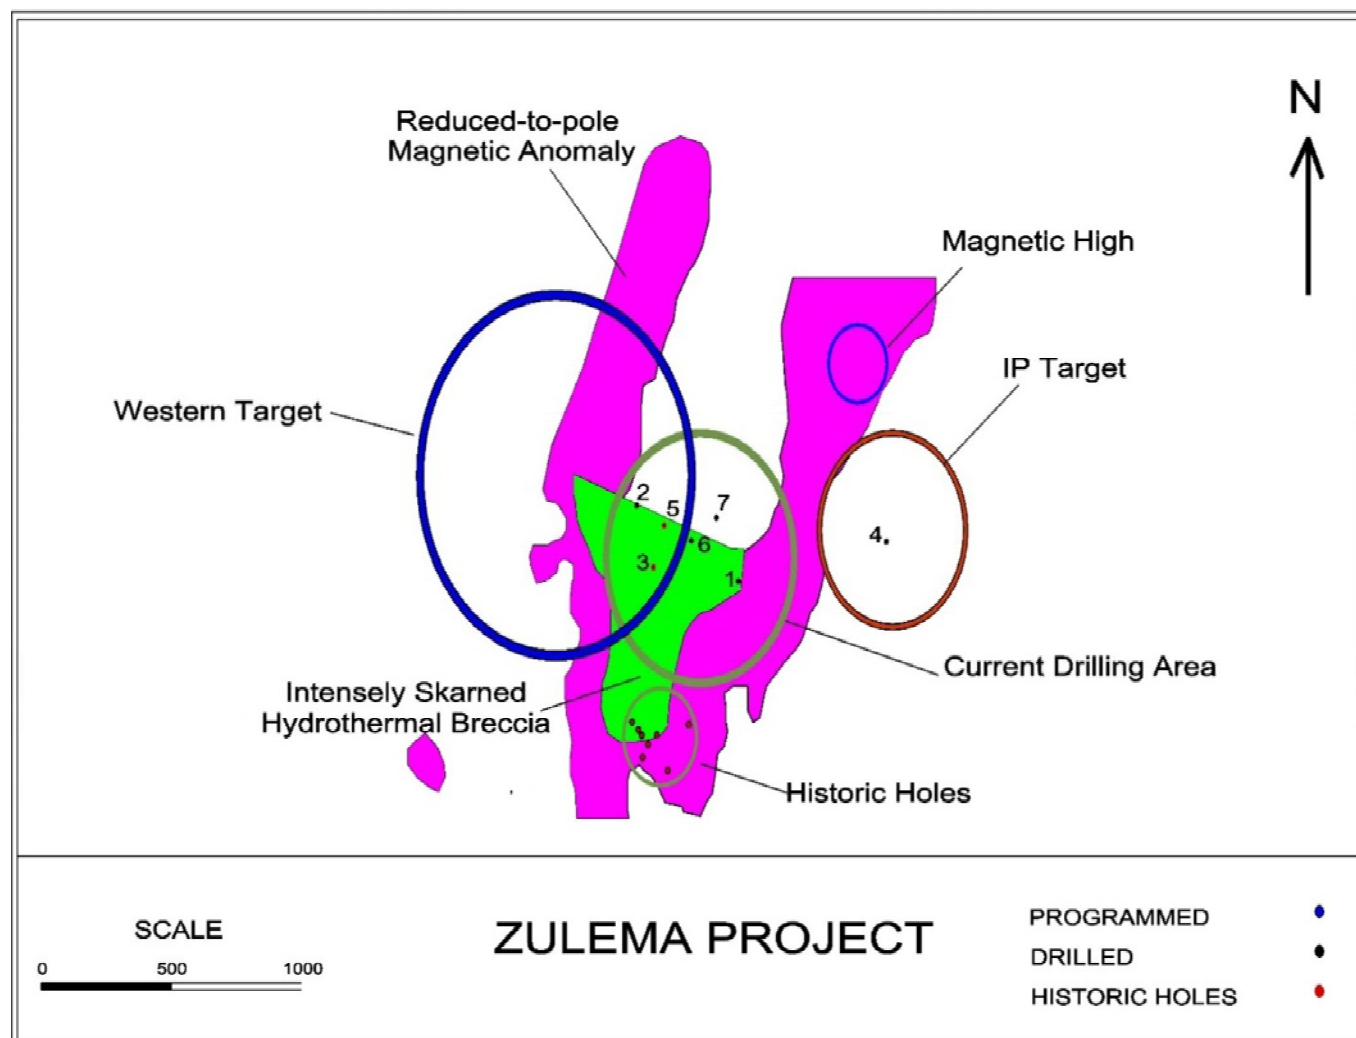 N
Reduced-to-pole
Magnetic Anomaly
Magnetic High
IP Target
Western Target
2
5
7
6
4
3
1
Current Drilling Area
Intensely Skarned
Hydrothermal Breccia
Historic Holes
SCALE
0 500 1000
ZULEMA PROJECT
PROGRAMMED
DRILLED
HISTORIC HOLES